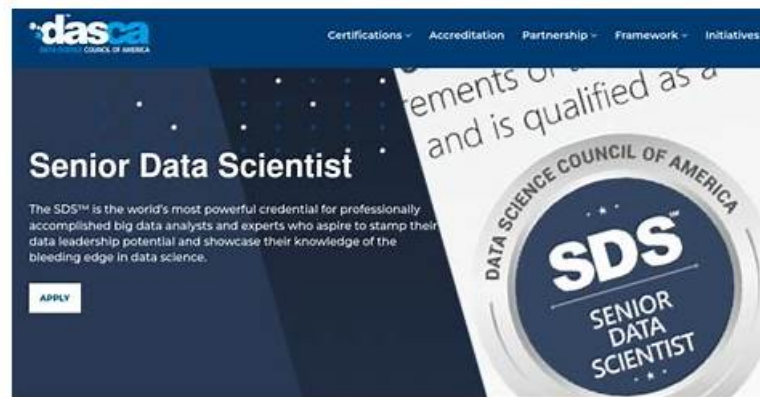 dasca
DATA SCIENCE COUNCIL OF AMERICA
Certifications Accreditation Partnership Framework Initiatives
ements of
and is qualified as a
Senior Data Scientist
The SDS™ is the world's most powerful credential for professionally
accomplished big data analysts and experts who aspire to stamp their
data leadership potential and showcase their knowledge of the
bleeding edge in data science.
APPLY
DATA SCIENCE COUNCIL OF AMERICA
SDS™
SENIOR
DATA
SCIENTIST